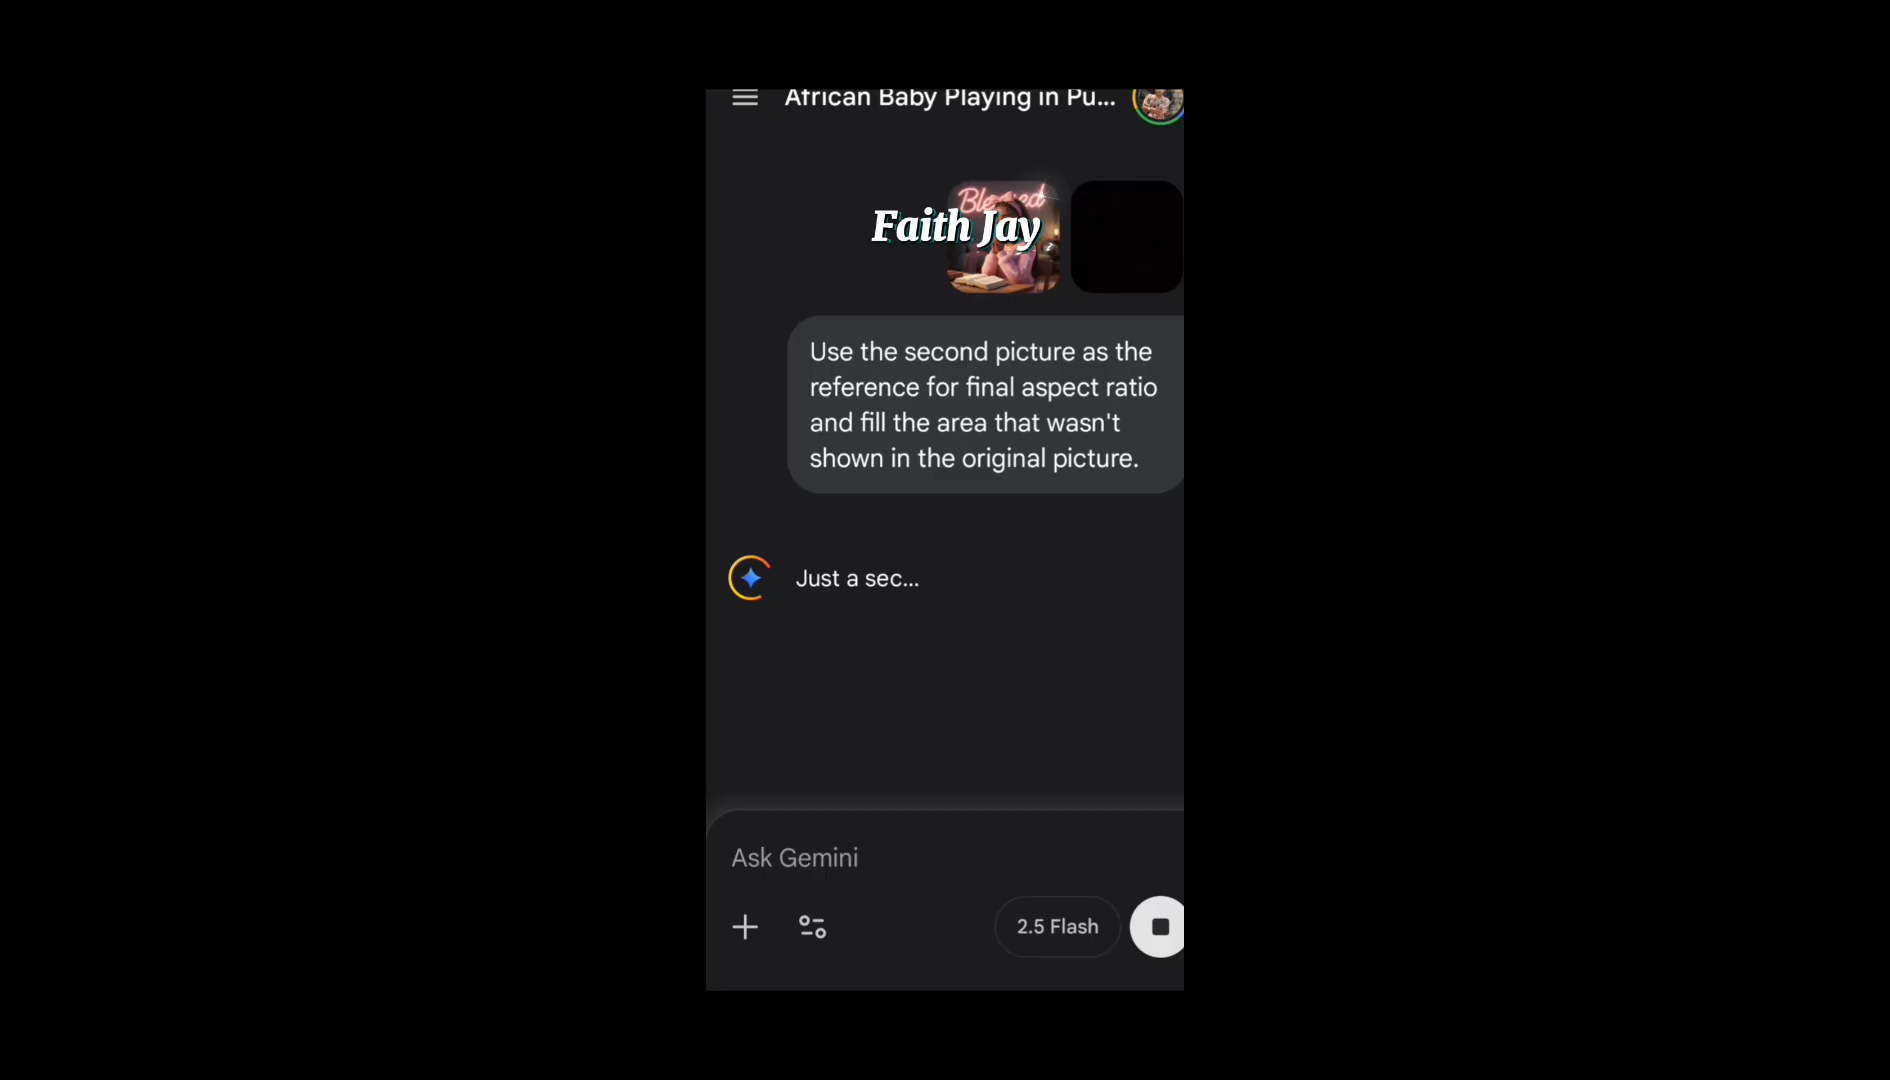 African Baby Playing in Pu...
Blessed
Faith Jay
Use the second picture as the
reference for final aspect ratio
and fill the area that wasn't
shown in the original picture.
Just a sec...
Ask Gemini
2.5 Flash